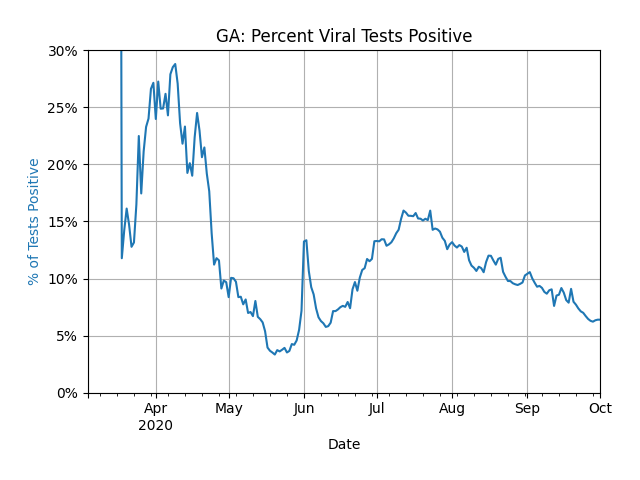 GA: Percent Viral Tests Positive
30%
25%
20%
15%
10%
5%
0%
% of Tests Positive
Apr
2020
May
Jun
Jul
Aug
Sep
Oct
Date